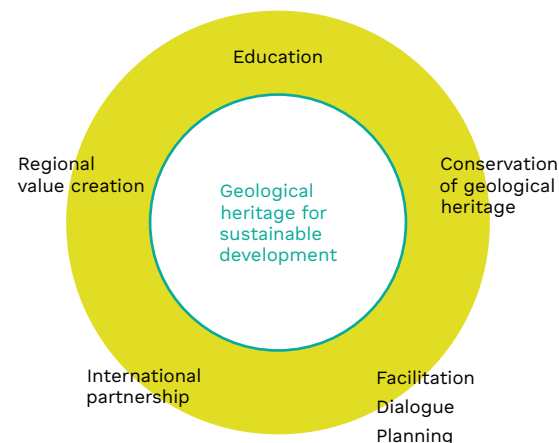 Education
Regional
value creation
Conservation
of geological
heritage
Geological
heritage for
sustainable
development
International
partnership
Facilitation
Dialogue
Planning